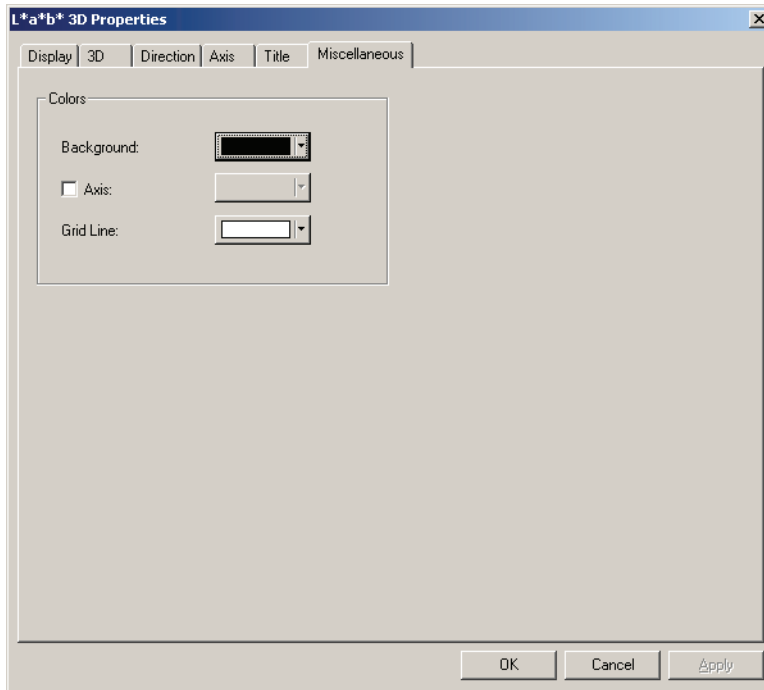 L*a*b* 3D Properties
Display 3D Direction Axis Title Miscellaneous
Colors
Background:
Axis:
Grid Line:
OK Cancel Apply